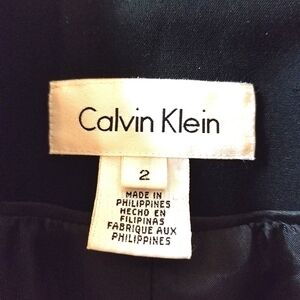 Calvin Klein
2
MADE IN
PHILIPPINES
HECHO EN
FILIPINAS
FABRIQUE AUX
PHILIPPINES